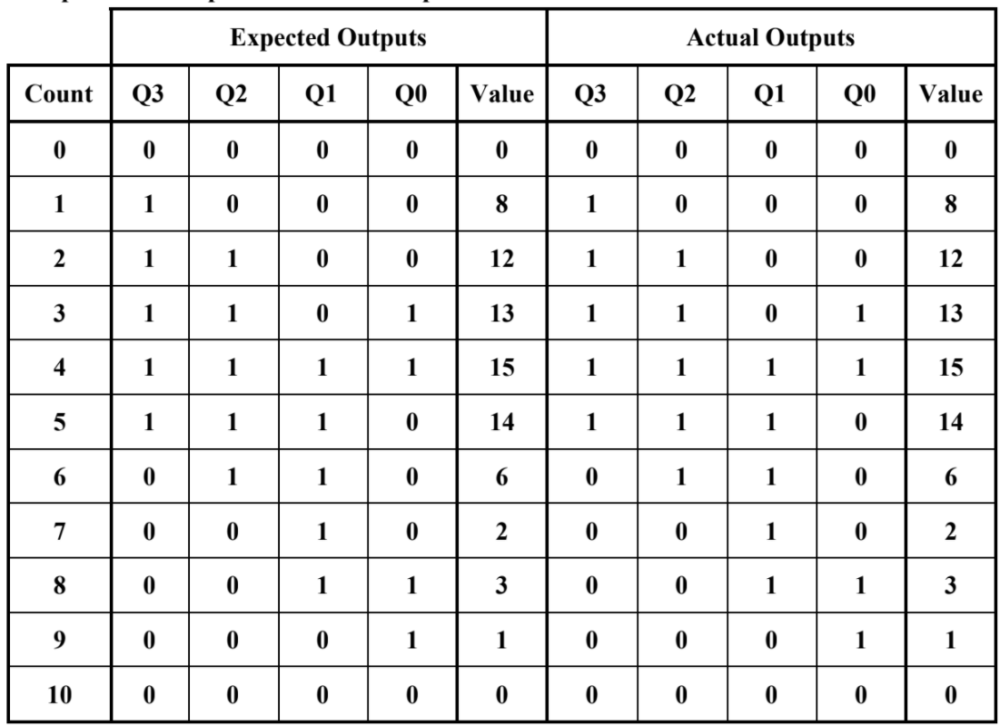 Expected Outputs Actual Outputs
Count Q3 Q2 Q1 Q0 Value Q3 Q2 Q1 Q0 Value
0 0 0 0 0 0 0 0 0 0 0
1 1 0 0 0 8 1 0 0 0 8
2 1 1 0 0 12 1 1 0 0 12
3 1 1 0 1 13 1 1 0 1 13
4 1 1 1 1 15 1 1 1 1 15
5 1 1 1 0 14 1 1 1 0 14
6 0 1 1 0 6 0 1 1 0 6
7 0 0 1 0 2 0 0 1 0 2
8 0 0 1 1 3 0 0 1 1 3
9 0 0 0 1 1 0 0 0 1 1
10 0 0 0 0 0 0 0 0 0 0